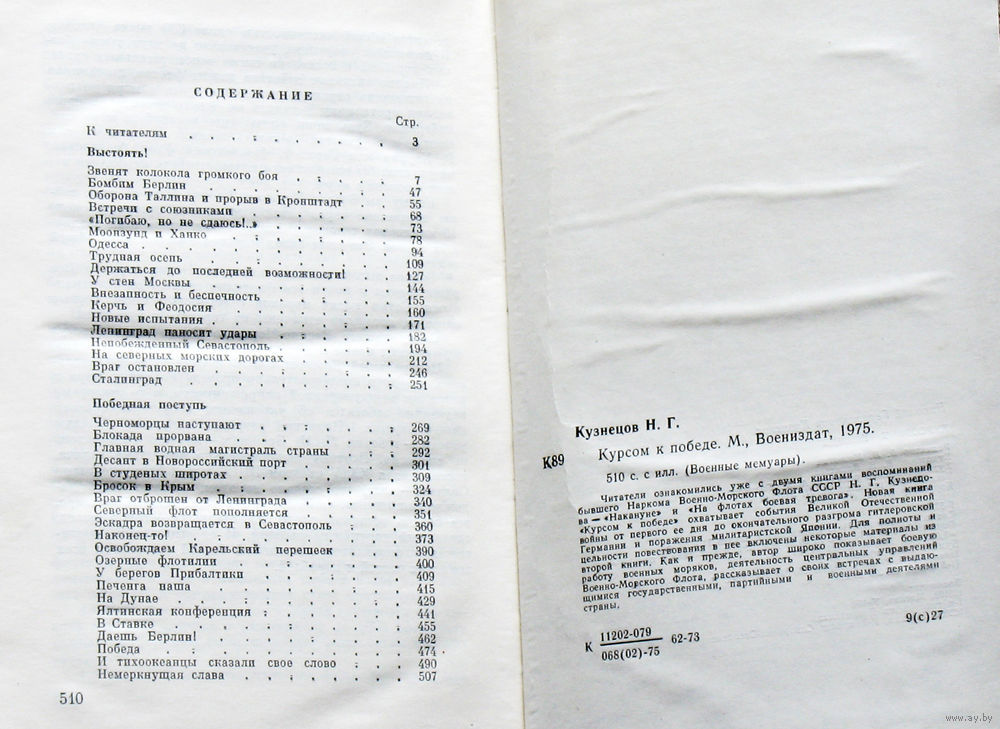 СОДЕРЖАНИЕ
Стр.
К читателям . . . . . . . . 3
Выстоять!
Звенят колокола громкого боя . . . . . 7
Бомбим Берлин . . . . . . . . 47
Оборона Таллина и прорыв в Кронштадт . . . 55
Встречи с союзниками . . . . . . 68
«Погибаю, но не сдаюсь!..» . . . . . . 73
Моонзунд и Ханко . . . . . . . 78
Одесса . . . . . . . . . 94
Трудная осень . . . . . . . . 109
Держаться до последней возможности! . . . 127
У стен Москвы . . . . . . . . 144
Внезапность и беспечность . . . . . . 155
Керчь и Феодосия . . . . . . . 160
Новые испытания . . . . . . . . 171
Ленинград наносит удары . . . . . . 182
Непобежденный Севастополь . . . . . . 194
На северных морских дорогах . . . . . 212
Враг остановлен . . . . . . . . 246
Сталинград . . . . . . . . . 251
Победная поступь
Черноморцы наступают . . . . . . 269
Блокада прорвана . . . . . . . 282
Главная водная магистраль страны . . . . 292
Десант в Новороссийский порт . . . . . 301
В студеных широтах . . . . . . . 309
Бросок в Крым . . . . . . . . 324
Враг отброшен от Ленинграда . . . . . 340
Северный флот пополняется . . . . . 351
Эскадра возвращается в Севастополь . . . . 360
Наконец-то! . . . . . . . . 373
Освобождаем Карельский перешеек . . . . 390
Озерные флотилии . . . . . . . 400
У берегов Прибалтики . . . . . . 409
Печенга наша . . . . . . . . 415
На Дунае . . . . . . . . . 429
Ялтинская конференция . . . . . . 441
В Ставке . . . . . . . . . 455
Даешь Берлин! . . . . . . . . 462
Победа . . . . . . . . . 474
И тихоокеанцы сказали свое слово . . . . 490
Немеркнущая слава . . . . . . . 507
510
Кузнецов Н. Г.
К89 Курсом к победе. М., Воениздат, 1975.
510 с. с илл. (Военные мемуары).
Читатели ознакомились уже с двумя книгами воспоминаний
бывшего Наркома Военно-Морского Флота СССР Н. Г. Кузнецо-
ва — «Накануне» и «На флотах боевая тревога». Новая книга
«Курсом к победе» охватывает события Великой Отечественной
войны от первого ее дня до окончательного разгрома гитлеровской
Германии и поражения милитаристской Японии. Для полноты и
цельности повествования в нее включены некоторые материалы из
второй книги. Как и прежде, автор широко показывает боевую
работу военных моряков, деятельность центральных управлений
Военно-Морского Флота, рассказывает о своих встречах с выдаю-
щимися государственными, партийными и военными деятелями
страны.
К 11202-079 62-73
068(02)-75
9(с)27
www.ay.by